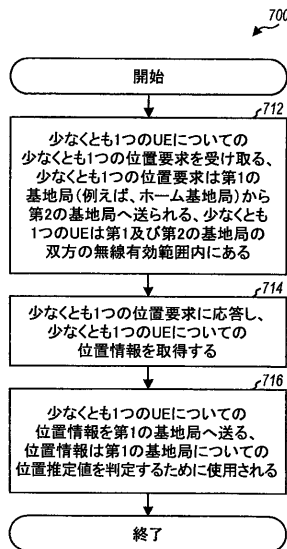 700
開始
712
少なくとも1つのUEについての
少なくとも1つの位置要求を受け取る、
少なくとも1つの位置要求は第1の
基地局(例えば、ホーム基地局)から
第2の基地局へ送られる、少なくとも
1つのUEは第1及び第2の基地局の
双方の無線有効範囲内にある
714
少なくとも1つの位置要求に応答し、
少なくとも1つのUEについての
位置情報を取得する
716
少なくとも1つのUEについての
位置情報を第1の基地局へ送る、
位置情報は第1の基地局についての
位置推定値を判定するために使用される
終了